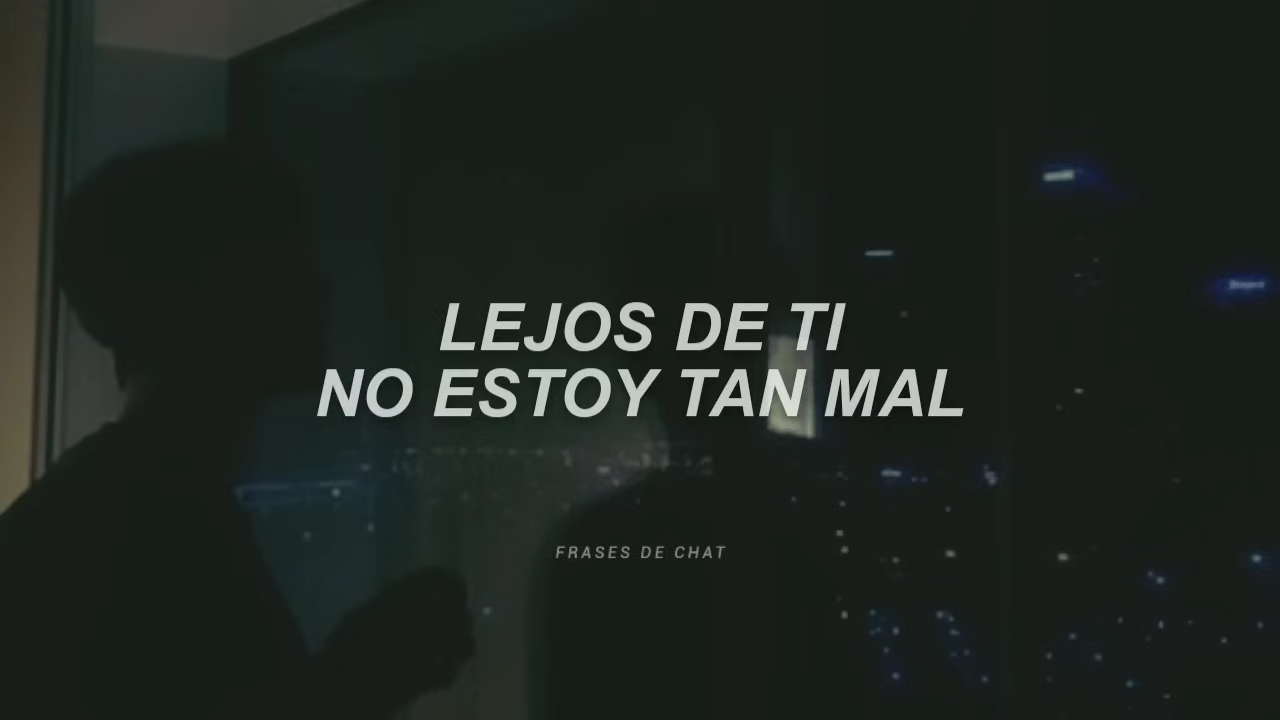 LEJOS DE TI
NO ESTOY TAN MAL
FRASES DE CHAT